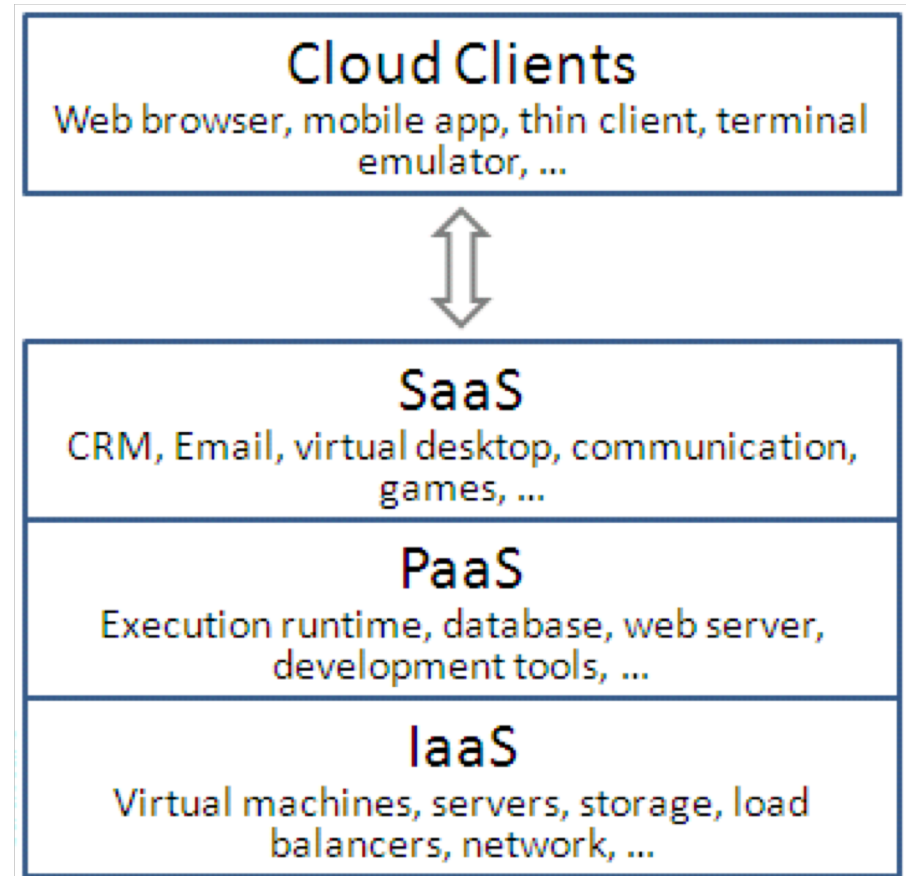 Cloud Clients
Web browser, mobile app, thin client, terminal
emulator, ...
SaaS
CRM, Email, virtual desktop, communication,
games, ...
PaaS
Execution runtime, database, web server,
development tools, ...
IaaS
Virtual machines, servers, storage, load
balancers, network, ...